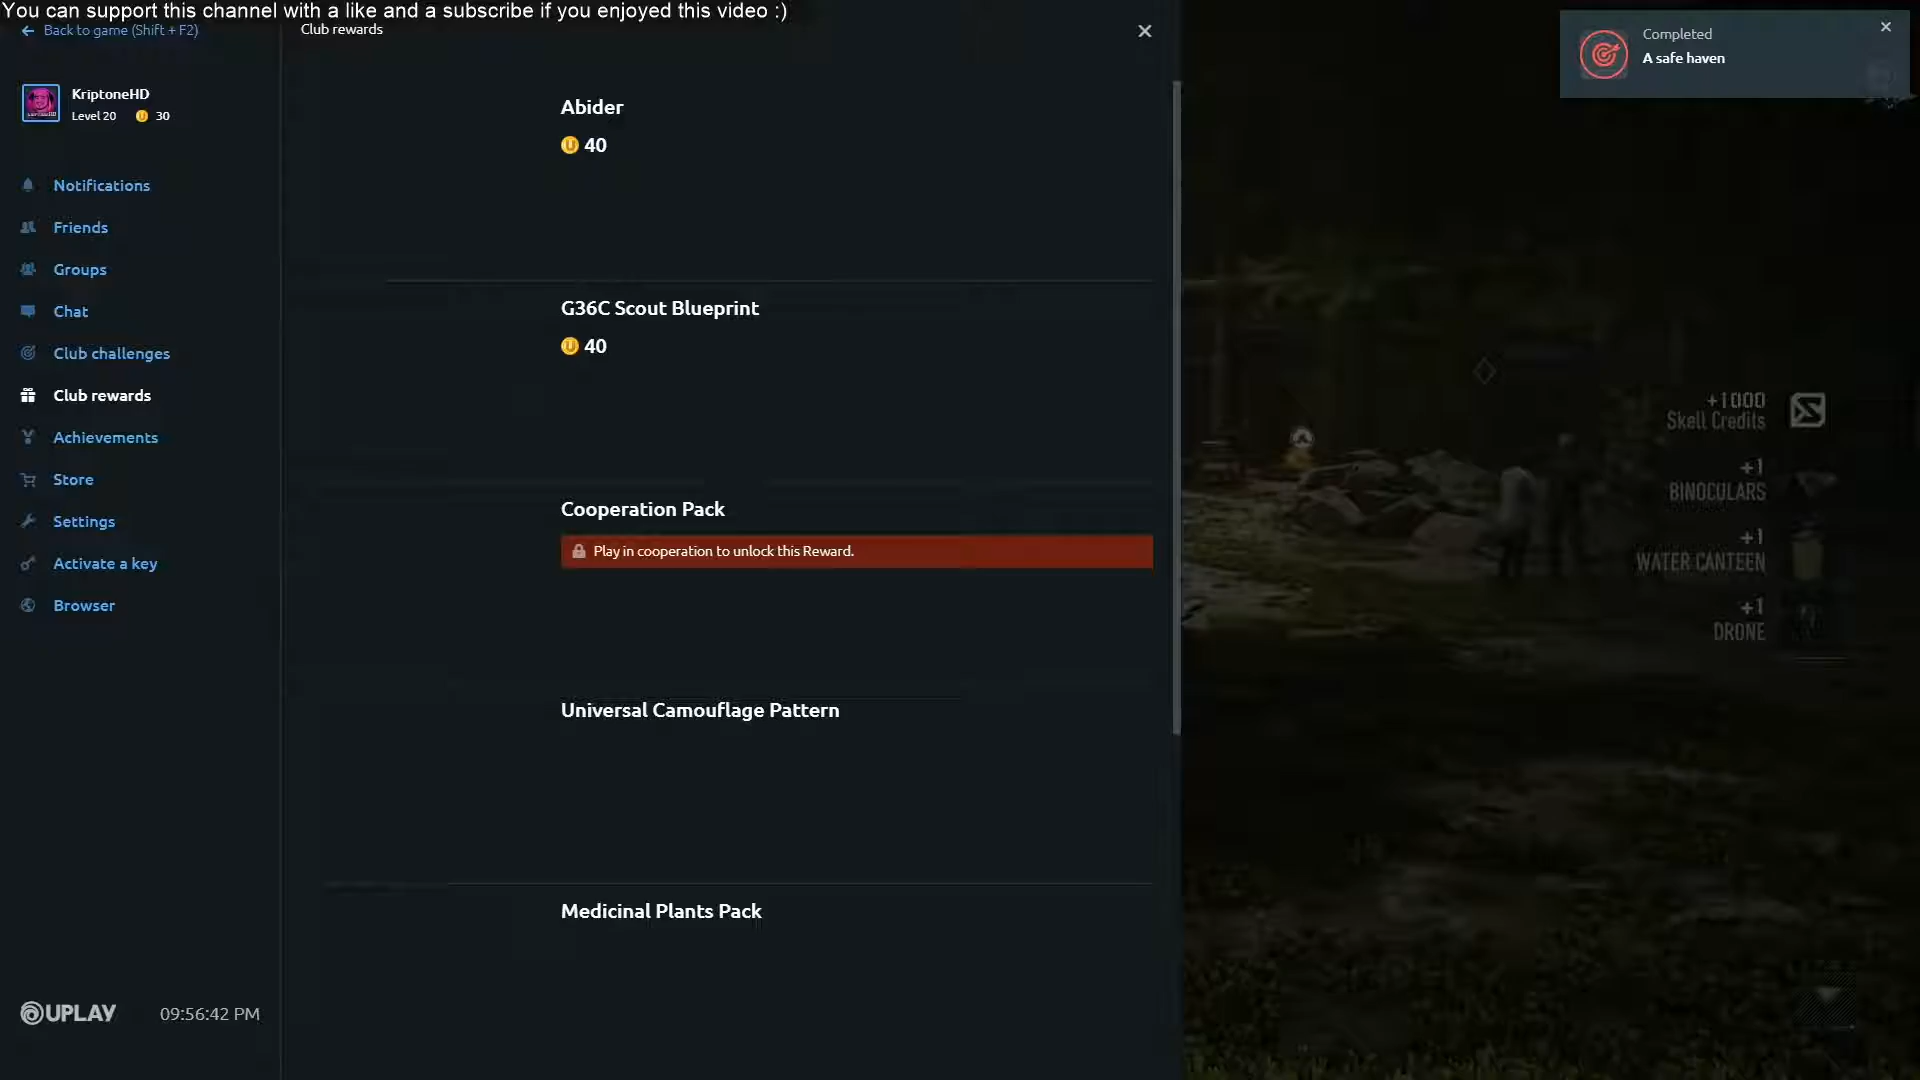 You can support this channel with a like and a subscribe if you enjoyed this video :)
Back to game (Shift + F2)
KriptoneHD
Level 20
30
Notifications
Friends
Groups
Chat
Club challenges
Club rewards
Achievements
Store
Settings
Activate a key
Browser
UPLAY
09:56:42 PM
Club rewards
Abider
40
G36C Scout Blueprint
40
Cooperation Pack
Play in cooperation to unlock this Reward.
Universal Camouflage Pattern
Medicinal Plants Pack
Completed
A safe haven
+1000
Skell Credits
+1
BINOCULARS
+1
WATER CANTEEN
+1
DRONE